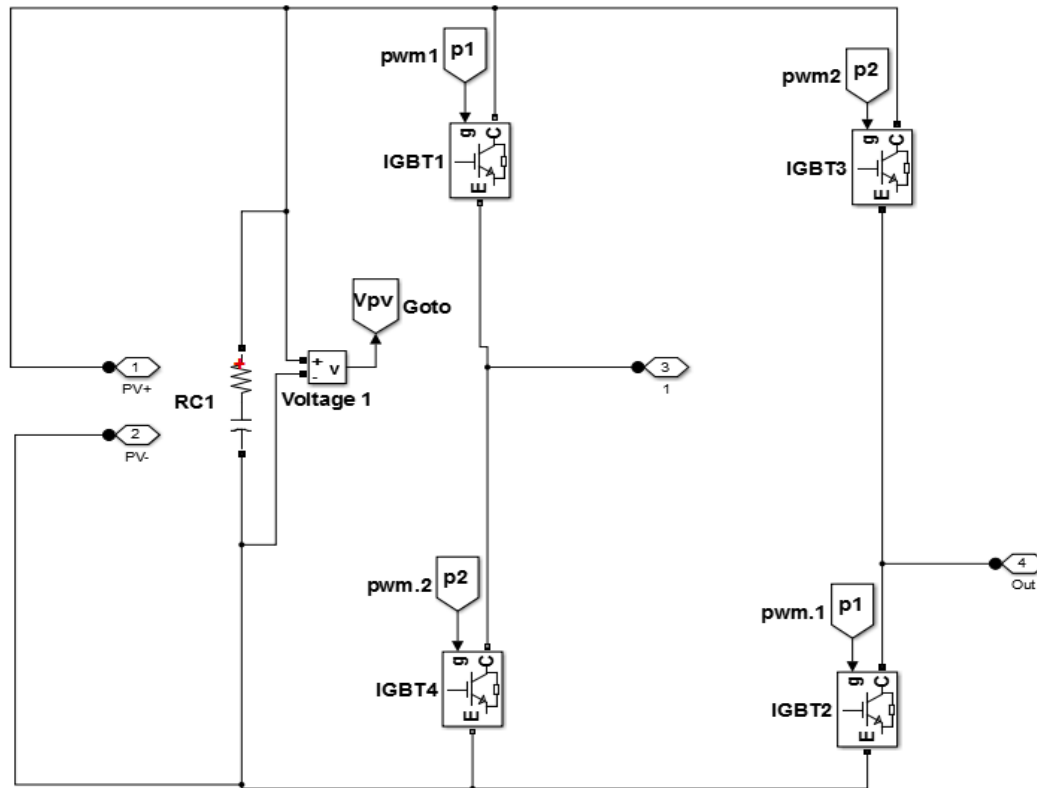 pwm1
p1
pwm2
p2
g
C
IGBT1
E
g
C
IGBT3
E
Vpv
Goto
1
PV+
+
-
v
Voltage 1
RC1
3
1
2
PV-
pwm.2
p2
4
Out
pwm.1
p1
g
C
IGBT4
E
g
C
IGBT2
E